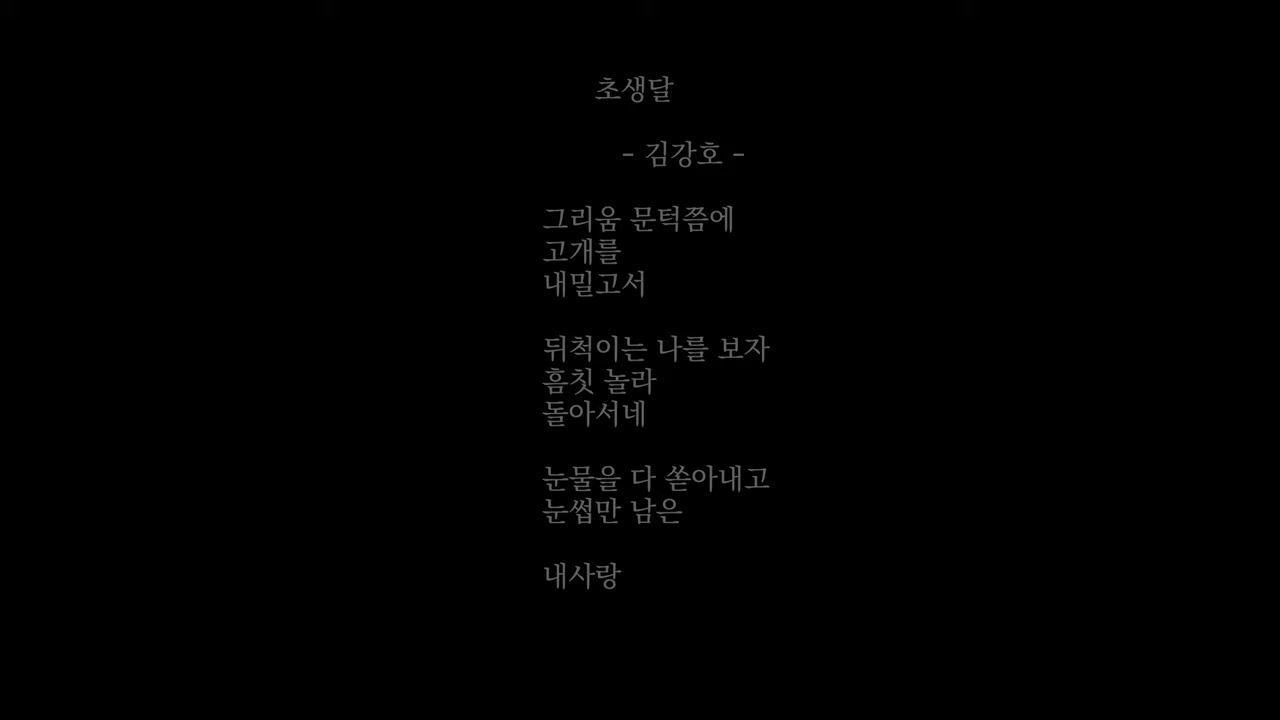 초생달
- 김강호 -
그리움 문턱쯤에
고개를
내밀고서
뒤척이는 나를 보자
흠칫 놀라
돌아서네
눈물을 다 쏟아내고
눈썹만 남은
내사랑